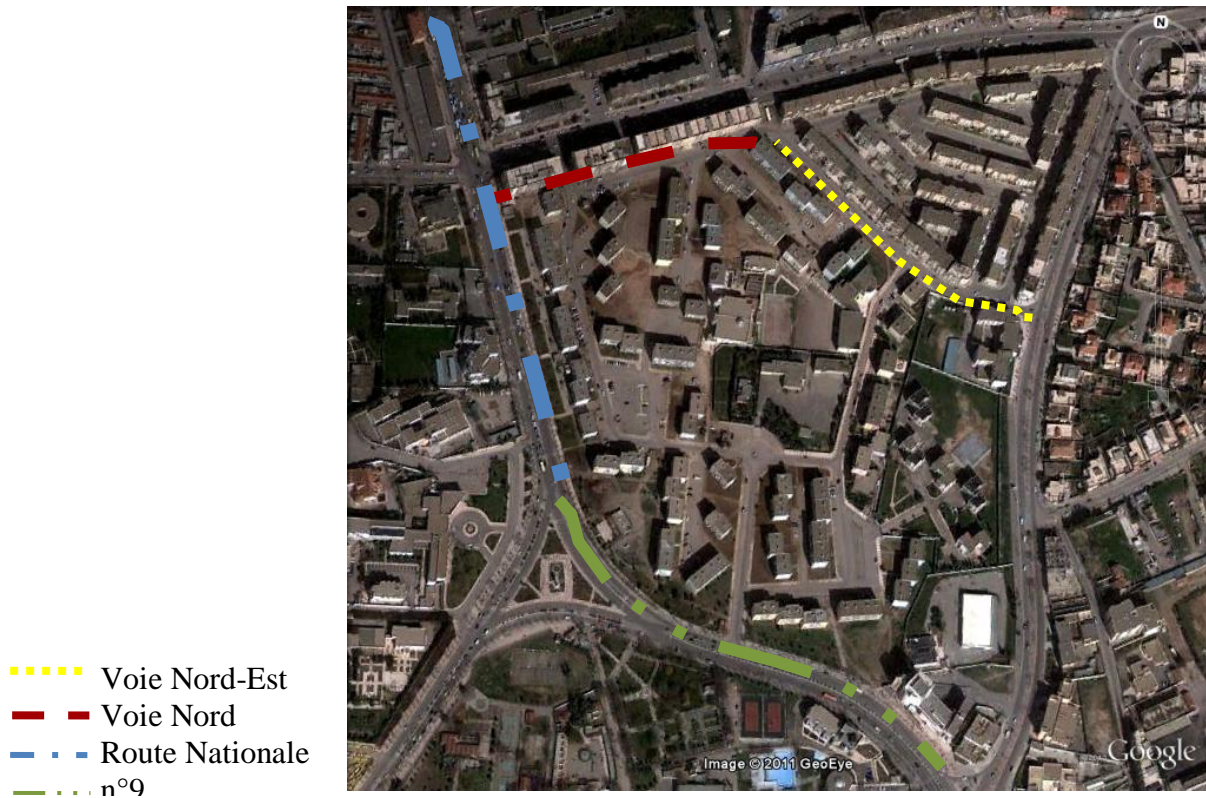 N
Voie Nord-Est
Voie Nord
Route Nationale
n°9
Image © 2011 GeoEye
Google